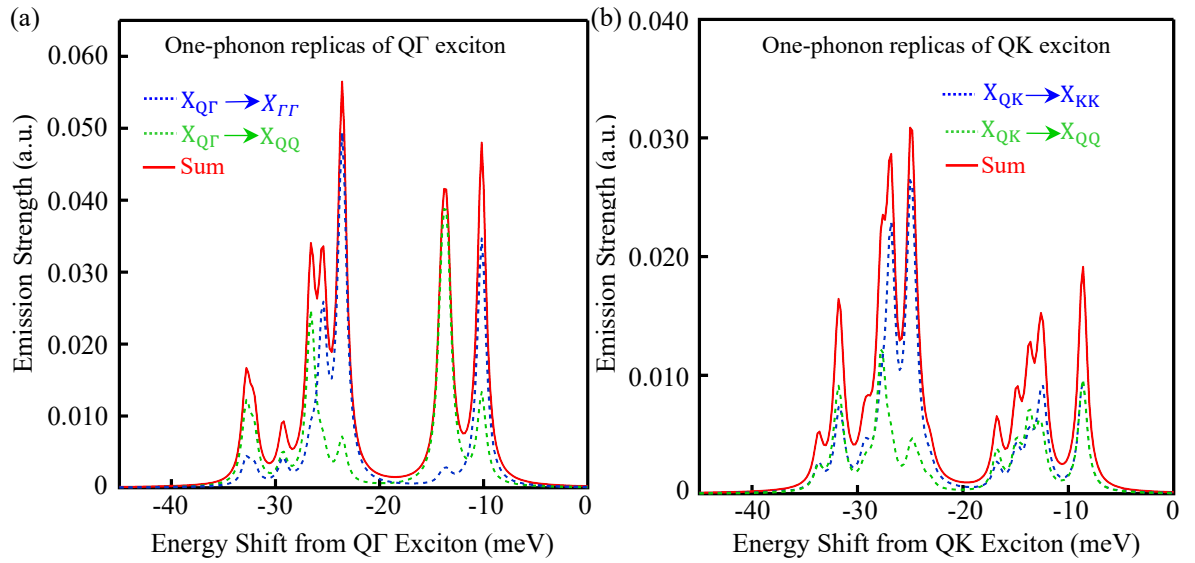 (a)
One-phonon replicas of QΓ exciton
X_QΓ → X_ΓΓ
X_QΓ → X_QQ
Sum
0.060
0.050
0.040
0.030
0.020
0.010
0
Emission Strength (a.u.)
-40 -30 -20 -10 0
Energy Shift from QΓ Exciton (meV)
(b)
One-phonon replicas of QK exciton
X_QK → X_KK
X_QK → X_QQ
Sum
0.040
0.030
0.020
0.010
0
Emission Strength (a.u.)
-40 -30 -20 -10 0
Energy Shift from QK Exciton (meV)